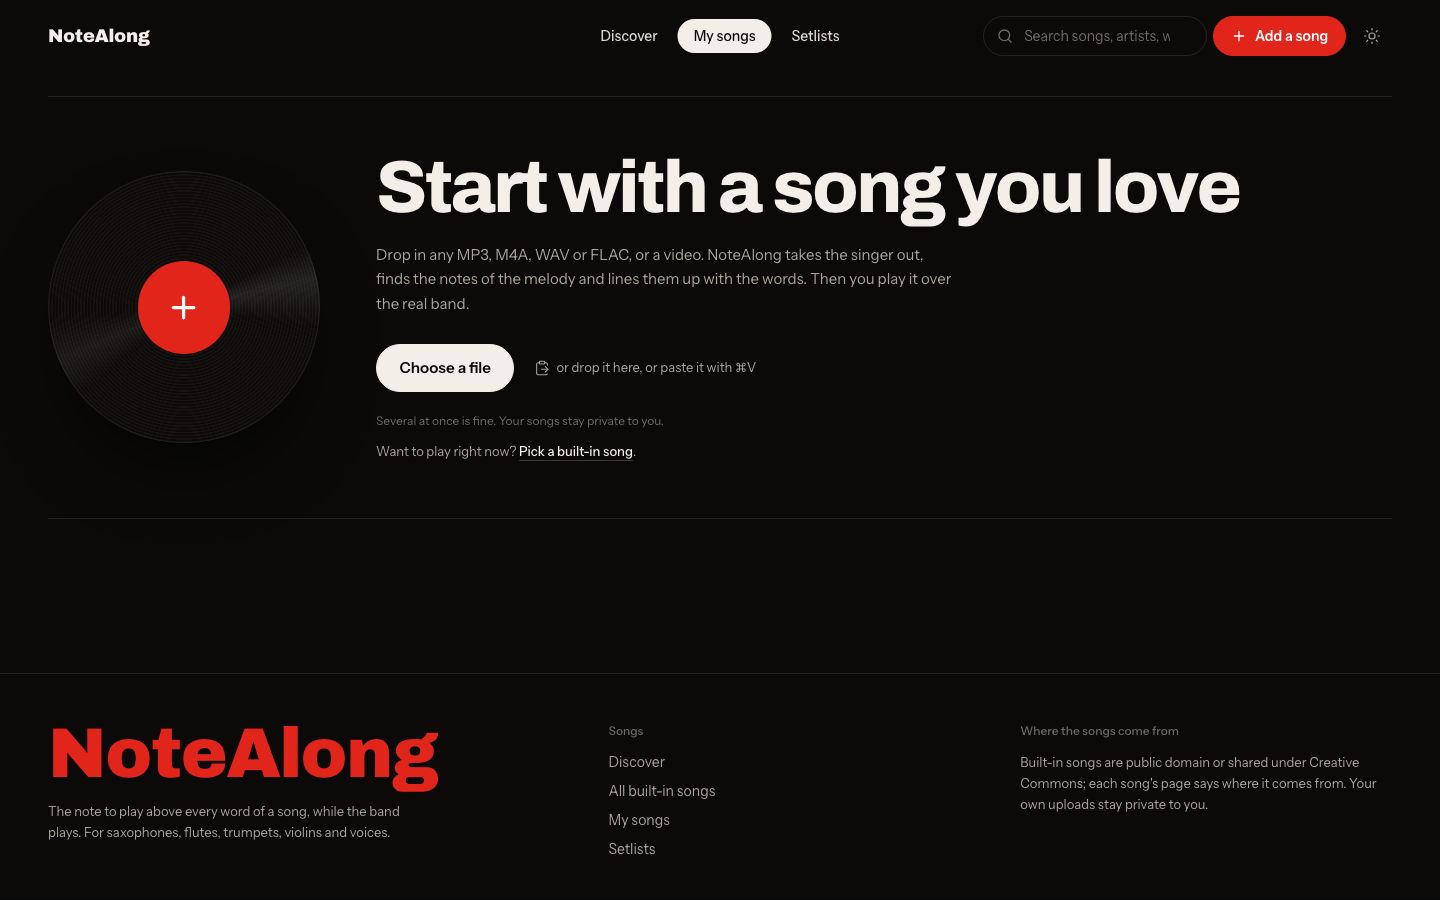 NoteAlong
Discover
My songs
Setlists
Search songs, artists, w
Add a song
Start with a song you love
Drop in any MP3, M4A, WAV or FLAC, or a video. NoteAlong takes the singer out,
finds the notes of the melody and lines them up with the words. Then you play it over
the real band.
Choose a file
or drop it here, or paste it with ⌘V
Several at once is fine. Your songs stay private to you.
Want to play right now? Pick a built-in song.
NoteAlong
The note to play above every word of a song, while the band
plays. For saxophones, flutes, trumpets, violins and voices.
Songs
Discover
All built-in songs
My songs
Setlists
Where the songs come from
Built-in songs are public domain or shared under Creative
Commons; each song's page says where it comes from. Your
own uploads stay private to you.